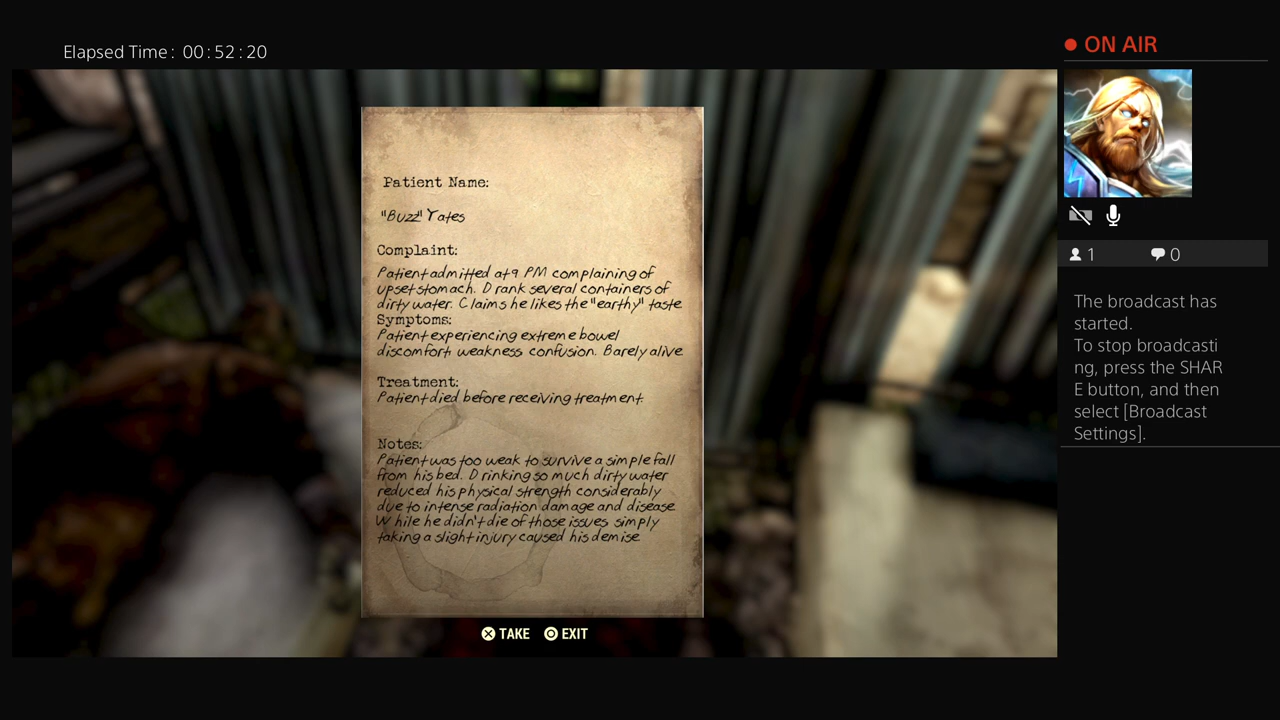 Elapsed Time: 00:52:20
ON AIR
1
0
The broadcast has
started.
To stop broadcasti
ng, press the SHAR
E button, and then
select [Broadcast
Settings].
Patient Name:
"Buzz" Yates
Complaint:
Patient admitted at 9 PM complaining of
upset stomach. Drank several containers of
dirty water. Claims he likes the "earthy" taste
Symptoms:
Patient experiencing extreme bowel
discomfort weakness confusion. Barely alive
Treatment:
Patient died before receiving treatment.
Notes:
Patient was too weak to survive a simple fall
from his bed. Drinking so much dirty water
reduced his physical strength considerably
due to intense radiation damage and disease
While he didn't die of those issues simply
taking a slight injury caused his demise
TAKE
EXIT